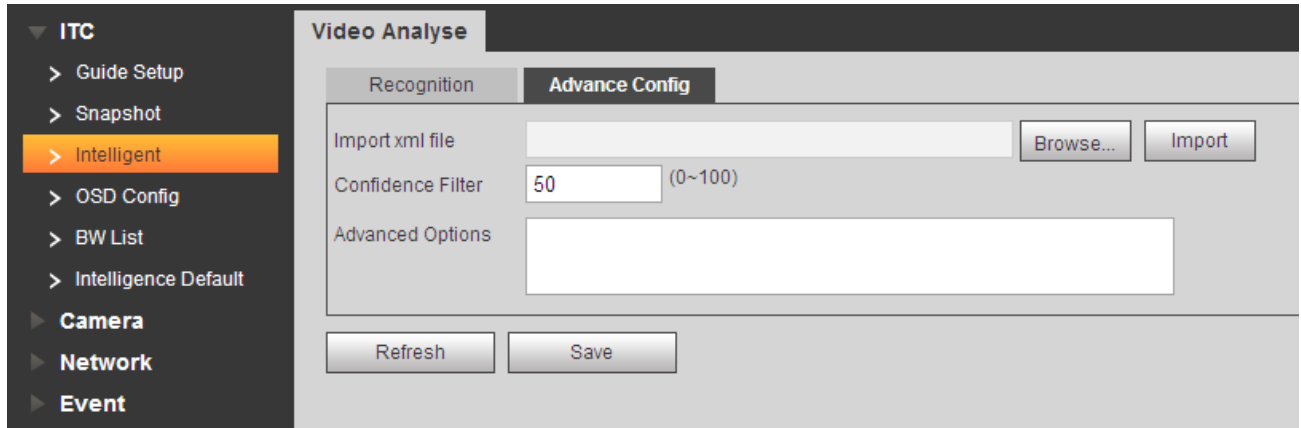 ITC
Guide Setup
Snapshot
Intelligent
OSD Config
BW List
Intelligence Default
Camera
Network
Event
Video Analyse
Recognition
Advance Config
Import xml file
Browse...
Import
Confidence Filter
50
(0~100)
Advanced Options
Refresh
Save